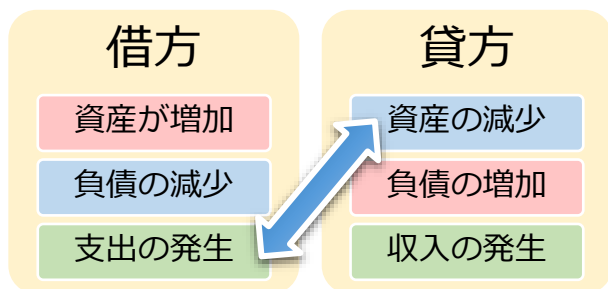 借方
資産が増加
負債の減少
支出の発生
貸方
資産の減少
負債の増加
収入の発生